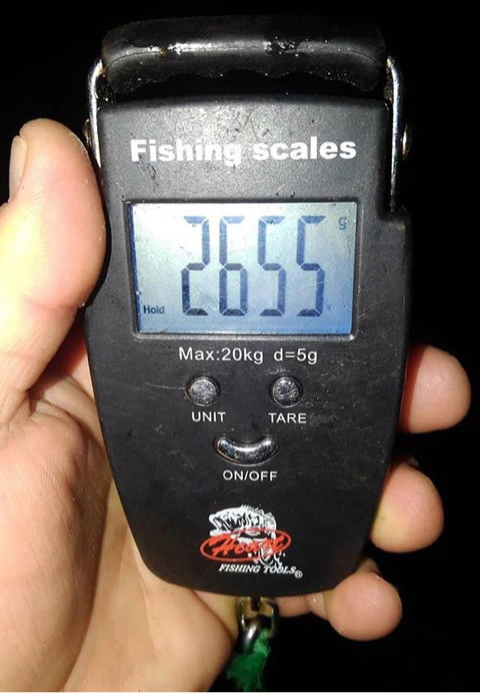 Fishing scales
g
2655
Hold
Max:20kg d=5g
UNIT TARE
ON/OFF
FISHING TOOLS®